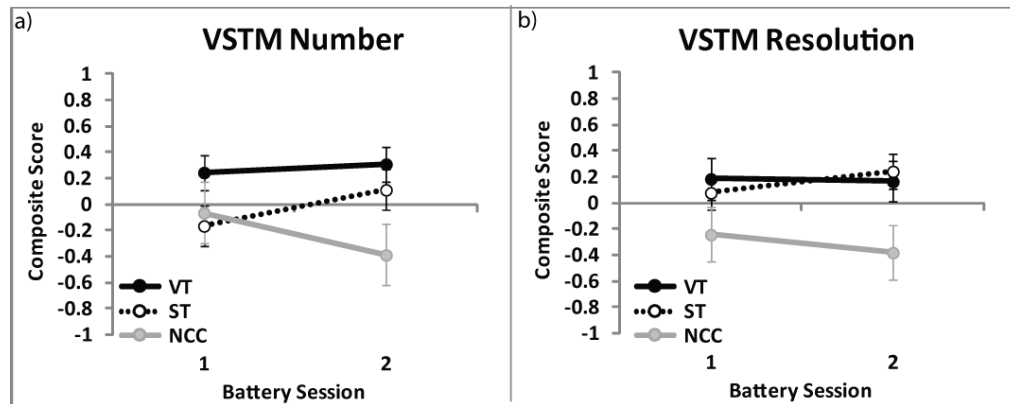 a)
VSTM Number
Composite Score
1
0.8
0.6
0.4
0.2
0
-0.2
-0.4
-0.6
-0.8
-1
VT
ST
NCC
1 2
Battery Session
b)
VSTM Resolution
Composite Score
1
0.8
0.6
0.4
0.2
0
-0.2
-0.4
-0.6
-0.8
-1
VT
ST
NCC
1 2
Battery Session